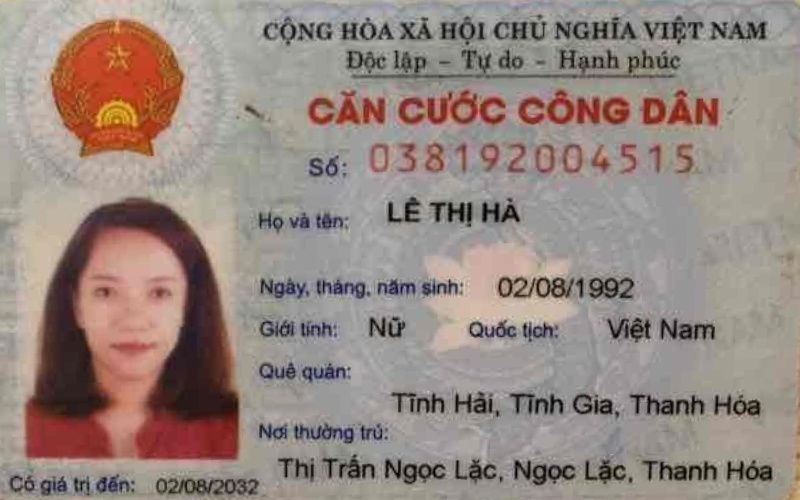 CỘNG HÒA XÃ HỘI CHỦ NGHĨA VIỆT NAM
Độc lập - Tự do - Hạnh phúc
CĂN CƯỚC CÔNG DÂN
Số: 038192004515
Họ và tên: LÊ THỊ HÀ
Ngày, tháng, năm sinh: 02/08/1992
Giới tính: Nữ Quốc tịch: Việt Nam
Quê quán:
Tĩnh Hải, Tĩnh Gia, Thanh Hóa
Nơi thường trú:
Thị Trấn Ngọc Lặc, Ngọc Lặc, Thanh Hóa
Có giá trị đến: 02/08/2032